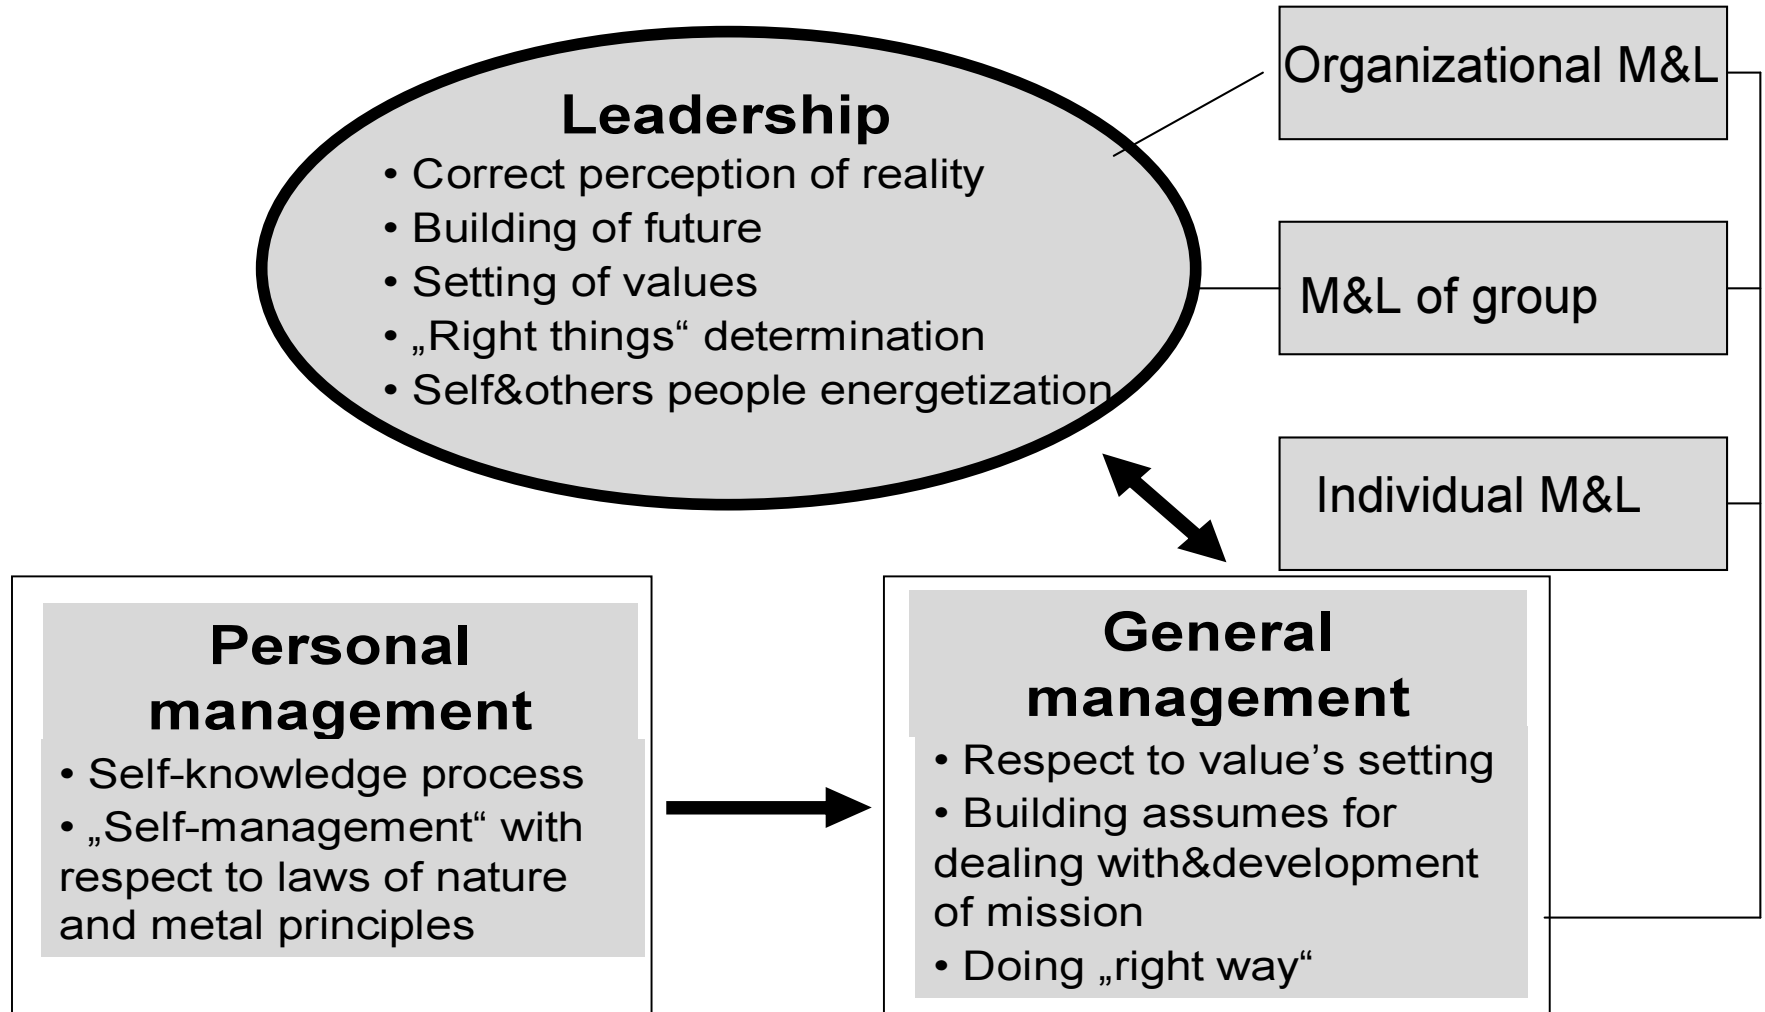 Leadership
• Correct perception of reality
• Building of future
• Setting of values
• „Right things“ determination
• Self&others people energetization
Organizational M&L
M&L of group
Individual M&L
Personal
management
• Self-knowledge process
• „Self-management“ with
respect to laws of nature
and metal principles
General
management
• Respect to value’s setting
• Building assumes for
dealing with&development
of mission
• Doing „right way“